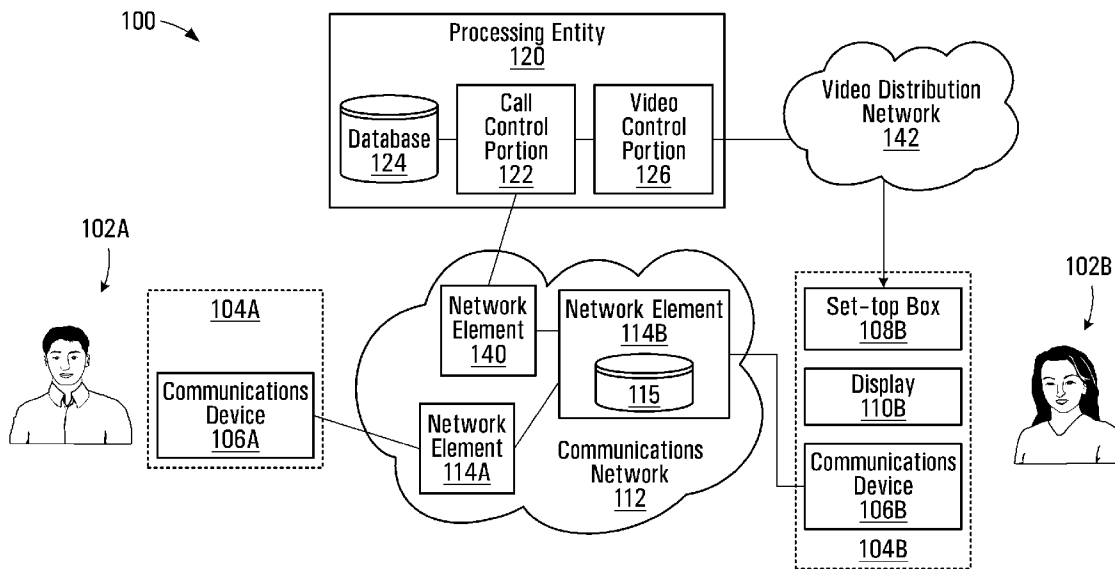 100
Processing Entity
120
Database
124
Call
Control
Portion
122
Video
Control
Portion
126
Video Distribution
Network
142
102A
104A
Communications
Device
106A
Network
Element
140
Network Element
114B
115
Network
Element
114A
Communications
Network
112
Set-top Box
108B
Display
110B
Communications
Device
106B
104B
102B